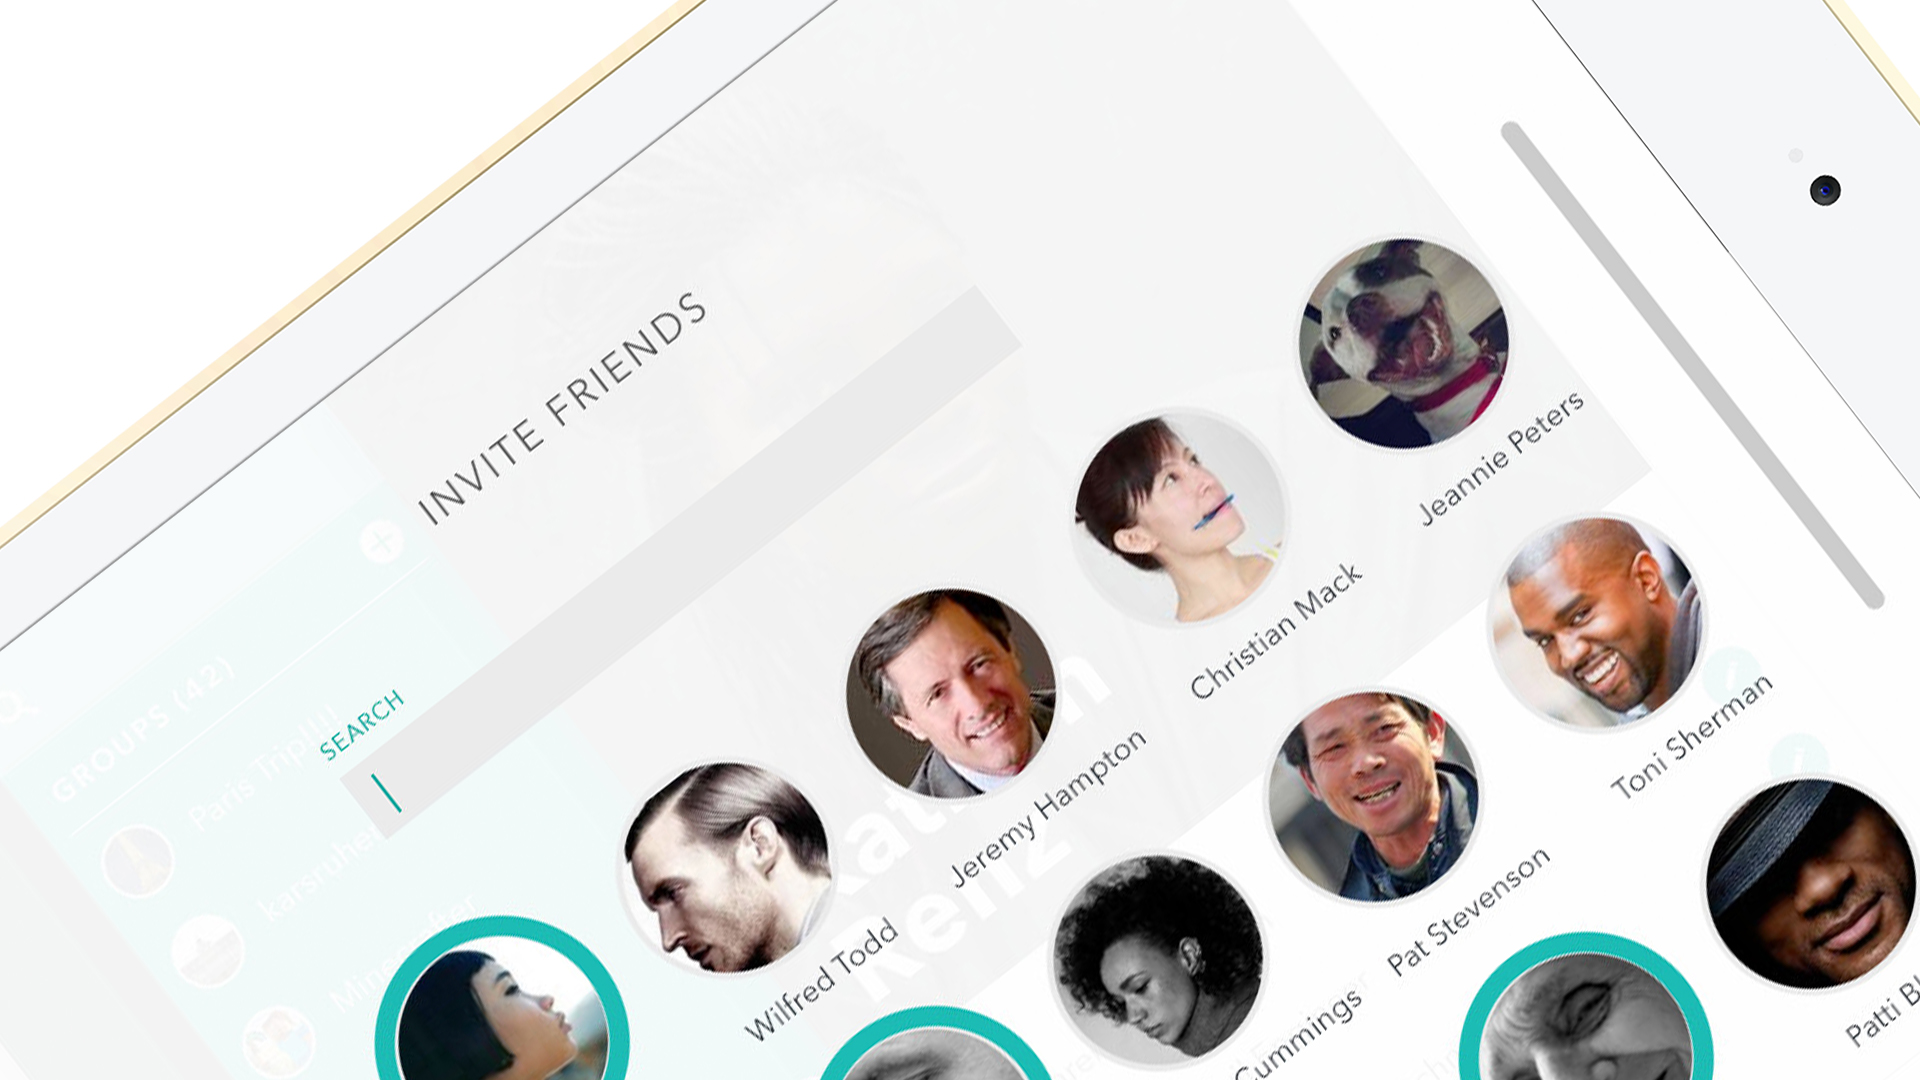 INVITE FRIENDS
SEARCH
Jeannie Peters
Christian Mack
Jeremy Hampton
Wilfred Todd
Toni Sherman
Pat Stevenson
Cummings
Patti
GROUPS (42)
Paris Trip!!!
karsruhe